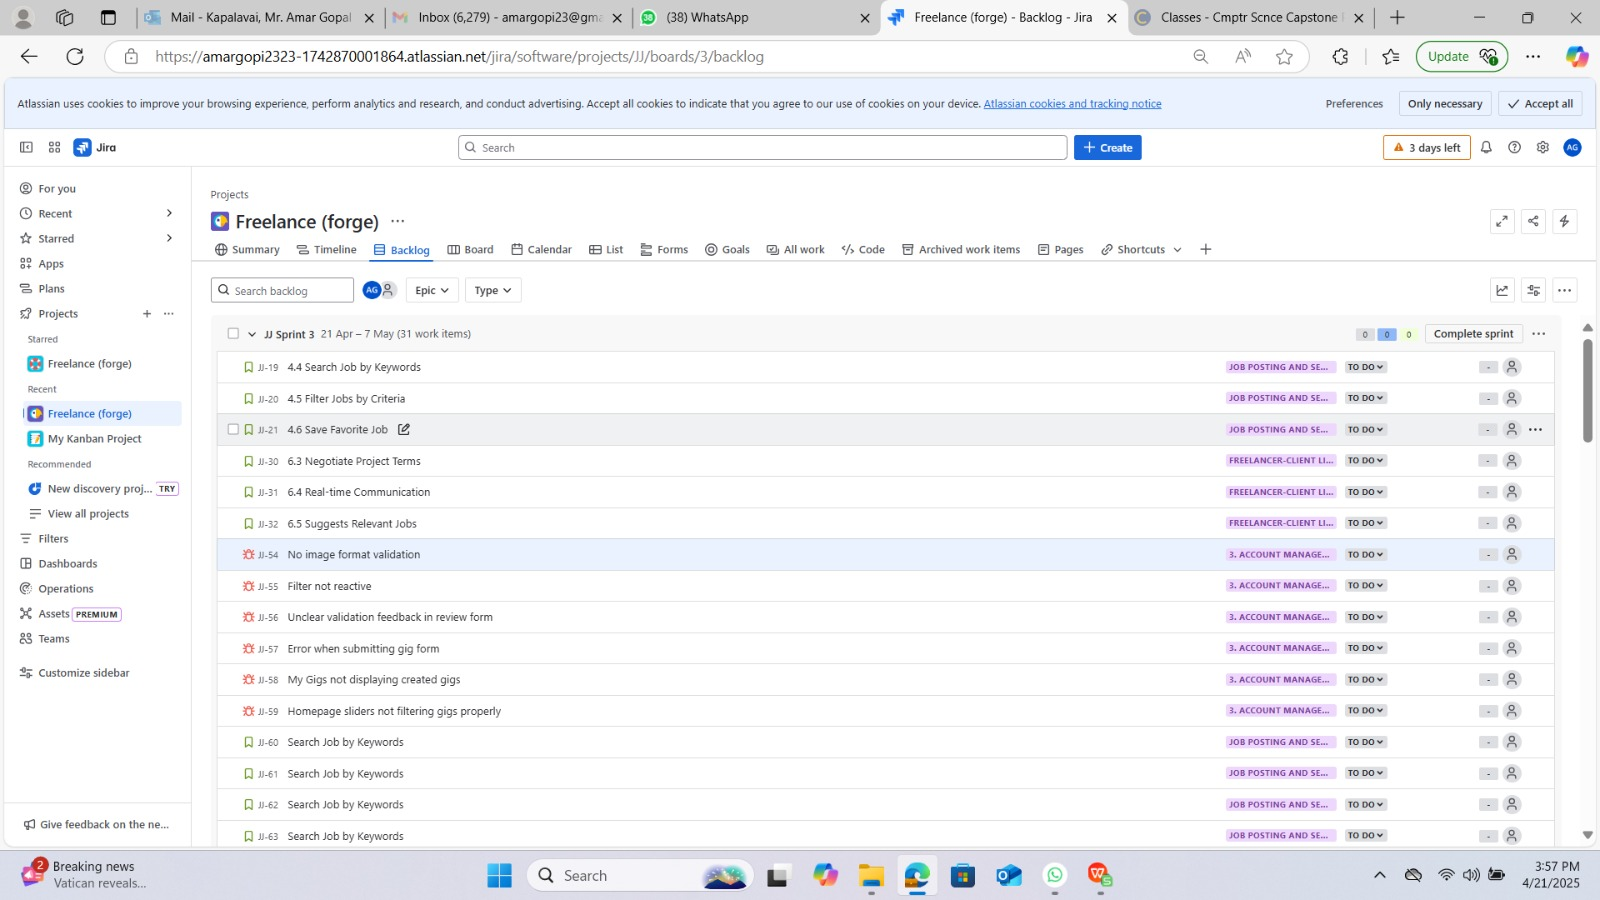 Mail - Kapalavai, Mr. Amar Gopal
Inbox (6,279) - amargopi23@gma
(38) WhatsApp
Freelance (forge) - Backlog - Jira
Classes - Cmptr Scnce Capstone
https://amargopi2323-1742870001864.atlassian.net/jira/software/projects/JJ/boards/3/backlog
Update
Atlassian uses cookies to improve your browsing experience, perform analytics and research, and conduct advertising. Accept all cookies to indicate that you agree to our use of cookies on your device. Atlassian cookies and tracking notice
Preferences
Only necessary
Accept all
Jira
Search
+ Create
3 days left
AG
For you
Recent
Starred
Apps
Plans
Projects
Starred
Freelance (forge)
Recent
Freelance (forge)
My Kanban Project
Recommended
New discovery proj... TRY
View all projects
Filters
Dashboards
Operations
Assets PREMIUM
Teams
Customize sidebar
Give feedback on the ne...
Projects
Freelance (forge)
Summary Timeline Backlog Board Calendar List Forms Goals All work Code Archived work items Pages Shortcuts
Search backlog
AG
Epic
Type
JJ Sprint 3 21 Apr – 7 May (31 work items) 0 0 0 Complete sprint
JJ-19 4.4 Search Job by Keywords JOB POSTING AND SE... TO DO -
JJ-20 4.5 Filter Jobs by Criteria JOB POSTING AND SE... TO DO -
JJ-21 4.6 Save Favorite Job JOB POSTING AND SE... TO DO -
JJ-30 6.3 Negotiate Project Terms FREELANCER-CLIENT LI... TO DO -
JJ-31 6.4 Real-time Communication FREELANCER-CLIENT LI... TO DO -
JJ-32 6.5 Suggests Relevant Jobs FREELANCER-CLIENT LI... TO DO -
JJ-54 No image format validation 3. ACCOUNT MANAGE... TO DO -
JJ-55 Filter not reactive 3. ACCOUNT MANAGE... TO DO -
JJ-56 Unclear validation feedback in review form 3. ACCOUNT MANAGE... TO DO -
JJ-57 Error when submitting gig form 3. ACCOUNT MANAGE... TO DO -
JJ-58 My Gigs not displaying created gigs 3. ACCOUNT MANAGE... TO DO -
JJ-59 Homepage sliders not filtering gigs properly 3. ACCOUNT MANAGE... TO DO -
JJ-60 Search Job by Keywords JOB POSTING AND SE... TO DO -
JJ-61 Search Job by Keywords JOB POSTING AND SE... TO DO -
JJ-62 Search Job by Keywords JOB POSTING AND SE... TO DO -
JJ-63 Search Job by Keywords JOB POSTING AND SE... TO DO -
2
Breaking news
Vatican reveals...
Search
3:57 PM
4/21/2025